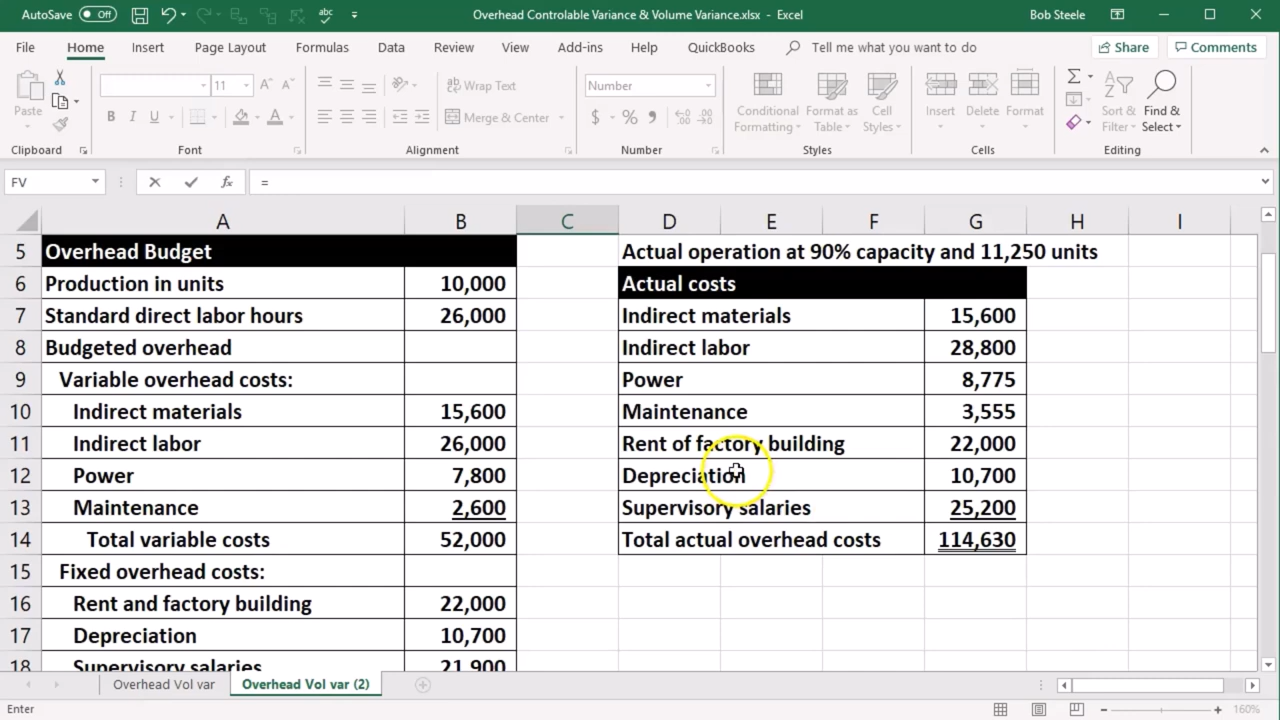 AutoSave Off
Overhead Controlable Variance & Volume Variance.xlsx - Excel
Bob Steele
File Home Insert Page Layout Formulas Data Review View Add-ins Help QuickBooks Tell me what you want to do Share Comments
Paste
11
B I U
Wrap Text
Merge & Center
Number
$ %
Conditional Formatting
Format as Table
Cell Styles
Insert
Delete
Format
Sort & Filter
Find & Select
Clipboard Font Alignment Number Styles Cells Editing
FV fx =
A B C D E F G H I
5 Overhead Budget Actual operation at 90% capacity and 11,250 units
6 Production in units 10,000 Actual costs
7 Standard direct labor hours 26,000 Indirect materials 15,600
8 Budgeted overhead Indirect labor 28,800
9 Variable overhead costs: Power 8,775
10 Indirect materials 15,600 Maintenance 3,555
11 Indirect labor 26,000 Rent of factory building 22,000
12 Power 7,800 Depreciation 10,700
13 Maintenance 2,600 Supervisory salaries 25,200
14 Total variable costs 52,000 Total actual overhead costs 114,630
15 Fixed overhead costs:
16 Rent and factory building 22,000
17 Depreciation 10,700
18 Supervisory salaries 21,900
Overhead Vol var Overhead Vol var (2)
Enter 160%